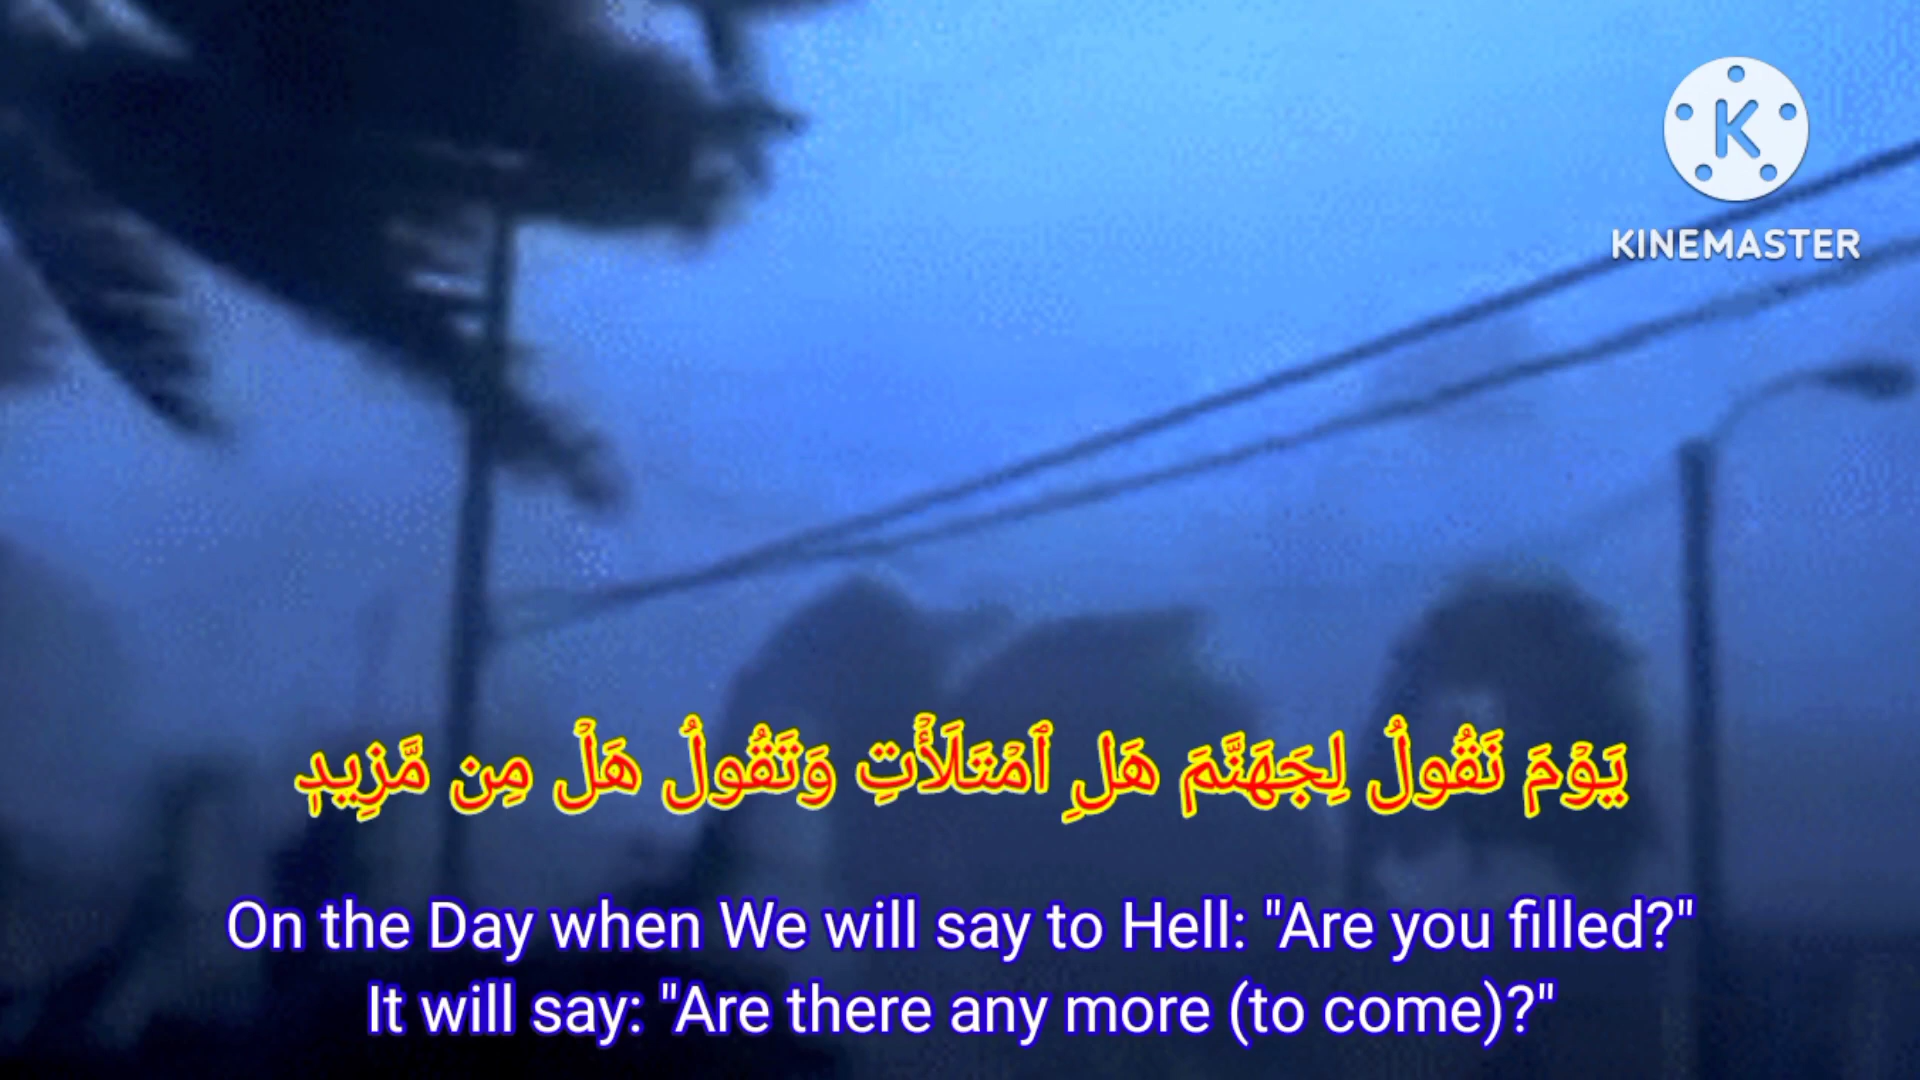 KINEMASTER
يَوْمَ نَقُولُ لِجَهَنَّمَ هَلِ ٱمْتَلَأْتِ وَتَقُولُ هَلْ مِن مَّزِيدٍ
On the Day when We will say to Hell: "Are you filled?"
It will say: "Are there any more (to come)?"